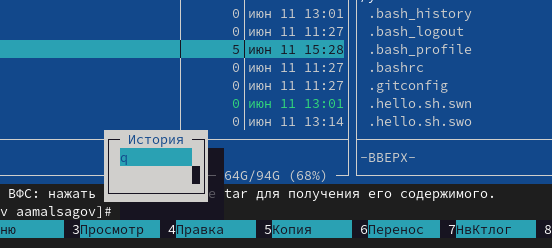 0 июн 11 13:01 .bash_history
0 июн 11 11:27 .bash_logout
5 июн 11 15:28 .bash_profile
0 июн 11 11:27 .bashrc
0 июн 11 11:27 .gitconfig
0 июн 11 13:01 .hello.sh.swn
0 июн 11 13:14 .hello.sh.swo
История
q
-ВВЕРХ-
64G/94G (68%)
ВФС: нажать е tar для получения его содержимого.
v aamalsagov]#
ню 3Просмотр 4Правка 5Копия 6Перенос 7НвКтлог 8